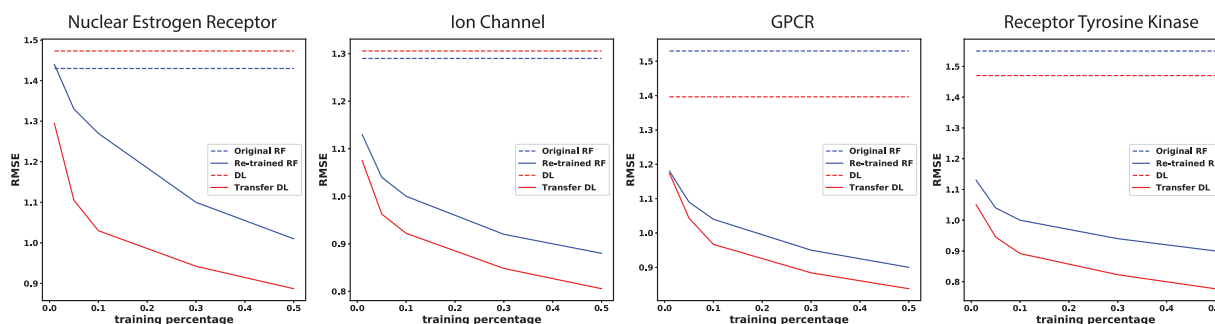 Nuclear Estrogen Receptor
RMSE
1.5
1.4
1.3
1.2
1.1
1.0
0.9
Original RF
Re-trained RF
DL
Transfer DL
0.0 0.1 0.2 0.3 0.4 0.5
training percentage
Ion Channel
RMSE
1.3
1.2
1.1
1.0
0.9
0.8
Original RF
Re-trained RF
DL
Transfer DL
0.0 0.1 0.2 0.3 0.4 0.5
training percentage
GPCR
RMSE
1.5
1.4
1.3
1.2
1.1
1.0
0.9
Original RF
Re-trained RF
DL
Transfer DL
0.0 0.1 0.2 0.3 0.4 0.5
training percentage
Receptor Tyrosine Kinase
RMSE
1.5
1.4
1.3
1.2
1.1
1.0
0.9
0.8
Original RF
Re-trained R
DL
Transfer DL
0.0 0.1 0.2 0.3 0.4 0.5
training percentage